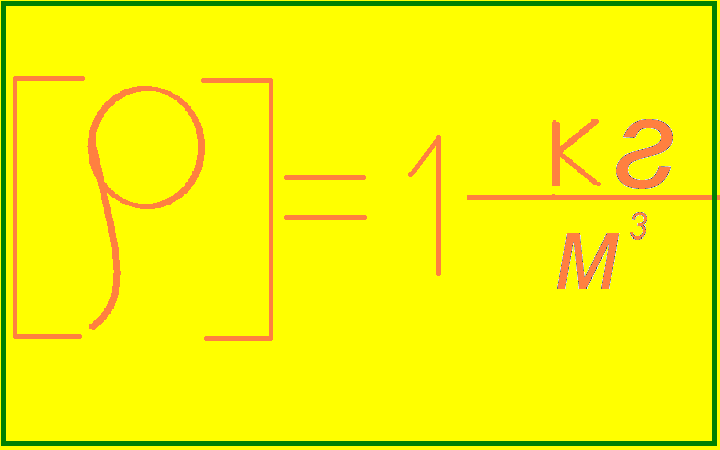 [ρ] = 1 кг/м³